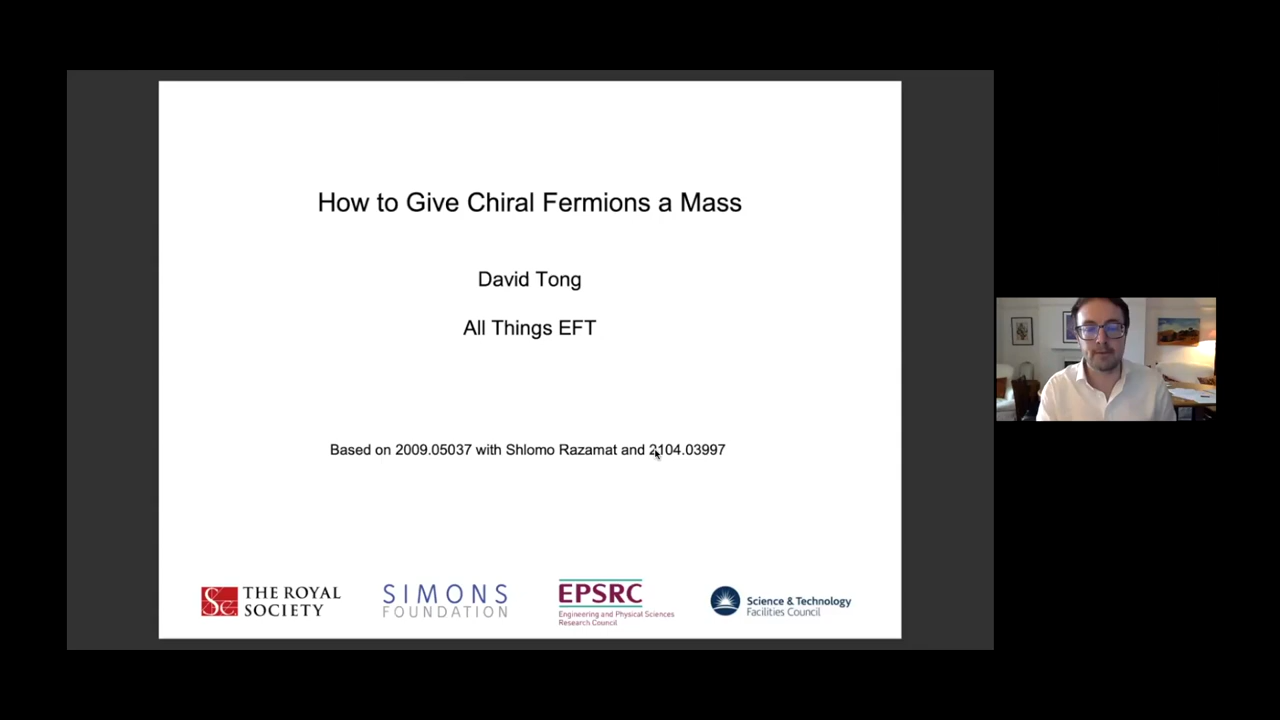 How to Give Chiral Fermions a Mass
David Tong
All Things EFT
Based on 2009.05037 with Shlomo Razamat and 2104.03997
THE ROYAL
SOCIETY
SIMONS
FOUNDATION
EPSRC
Engineering and Physical Sciences
Research Council
Science & Technology
Facilities Council